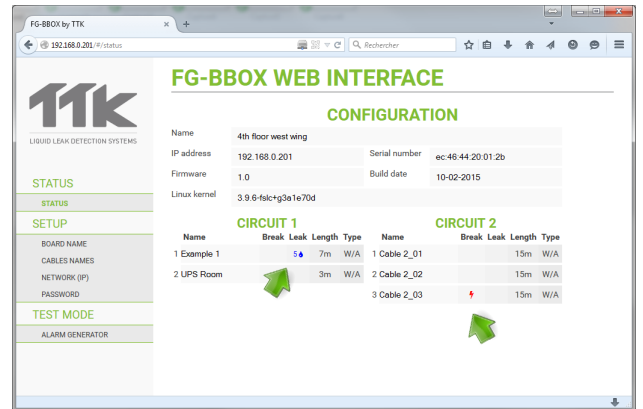 FG-BBOX by TTK
192.168.0.201/#/status
Rechercher
TTK
LIQUID LEAK DETECTION SYSTEMS
STATUS
STATUS
SETUP
BOARD NAME
CABLES NAMES
NETWORK (IP)
PASSWORD
TEST MODE
ALARM GENERATOR
FG-BBOX WEB INTERFACE
CONFIGURATION
Name 4th floor west wing
IP address 192.168.0.201 Serial number ec:46:44:20:01:2b
Firmware 1.0 Build date 10-02-2015
Linux kernel 3.9.6-fslc+g3a1e70d
CIRCUIT 1
Name Break Leak Length Type
1 Example 1 5 7m W/A
2 UPS Room 3m W/A
CIRCUIT 2
Name Break Leak Length Type
1 Cable 2_01 15m W/A
2 Cable 2_02 15m W/A
3 Cable 2_03 15m W/A